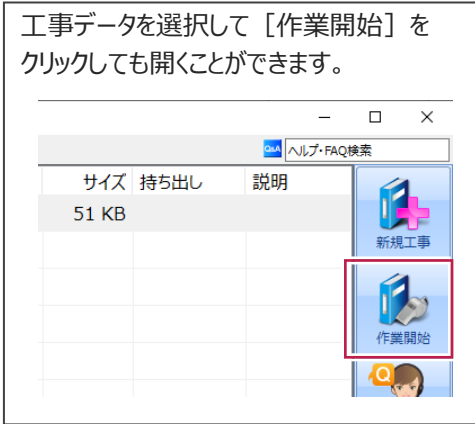 工事データを選択して［作業開始］を
クリックしても開くことができます。
Q&A ヘルプ・FAQ検索
サイズ 持ち出し 説明
51 KB
新規工事
作業開始
Q